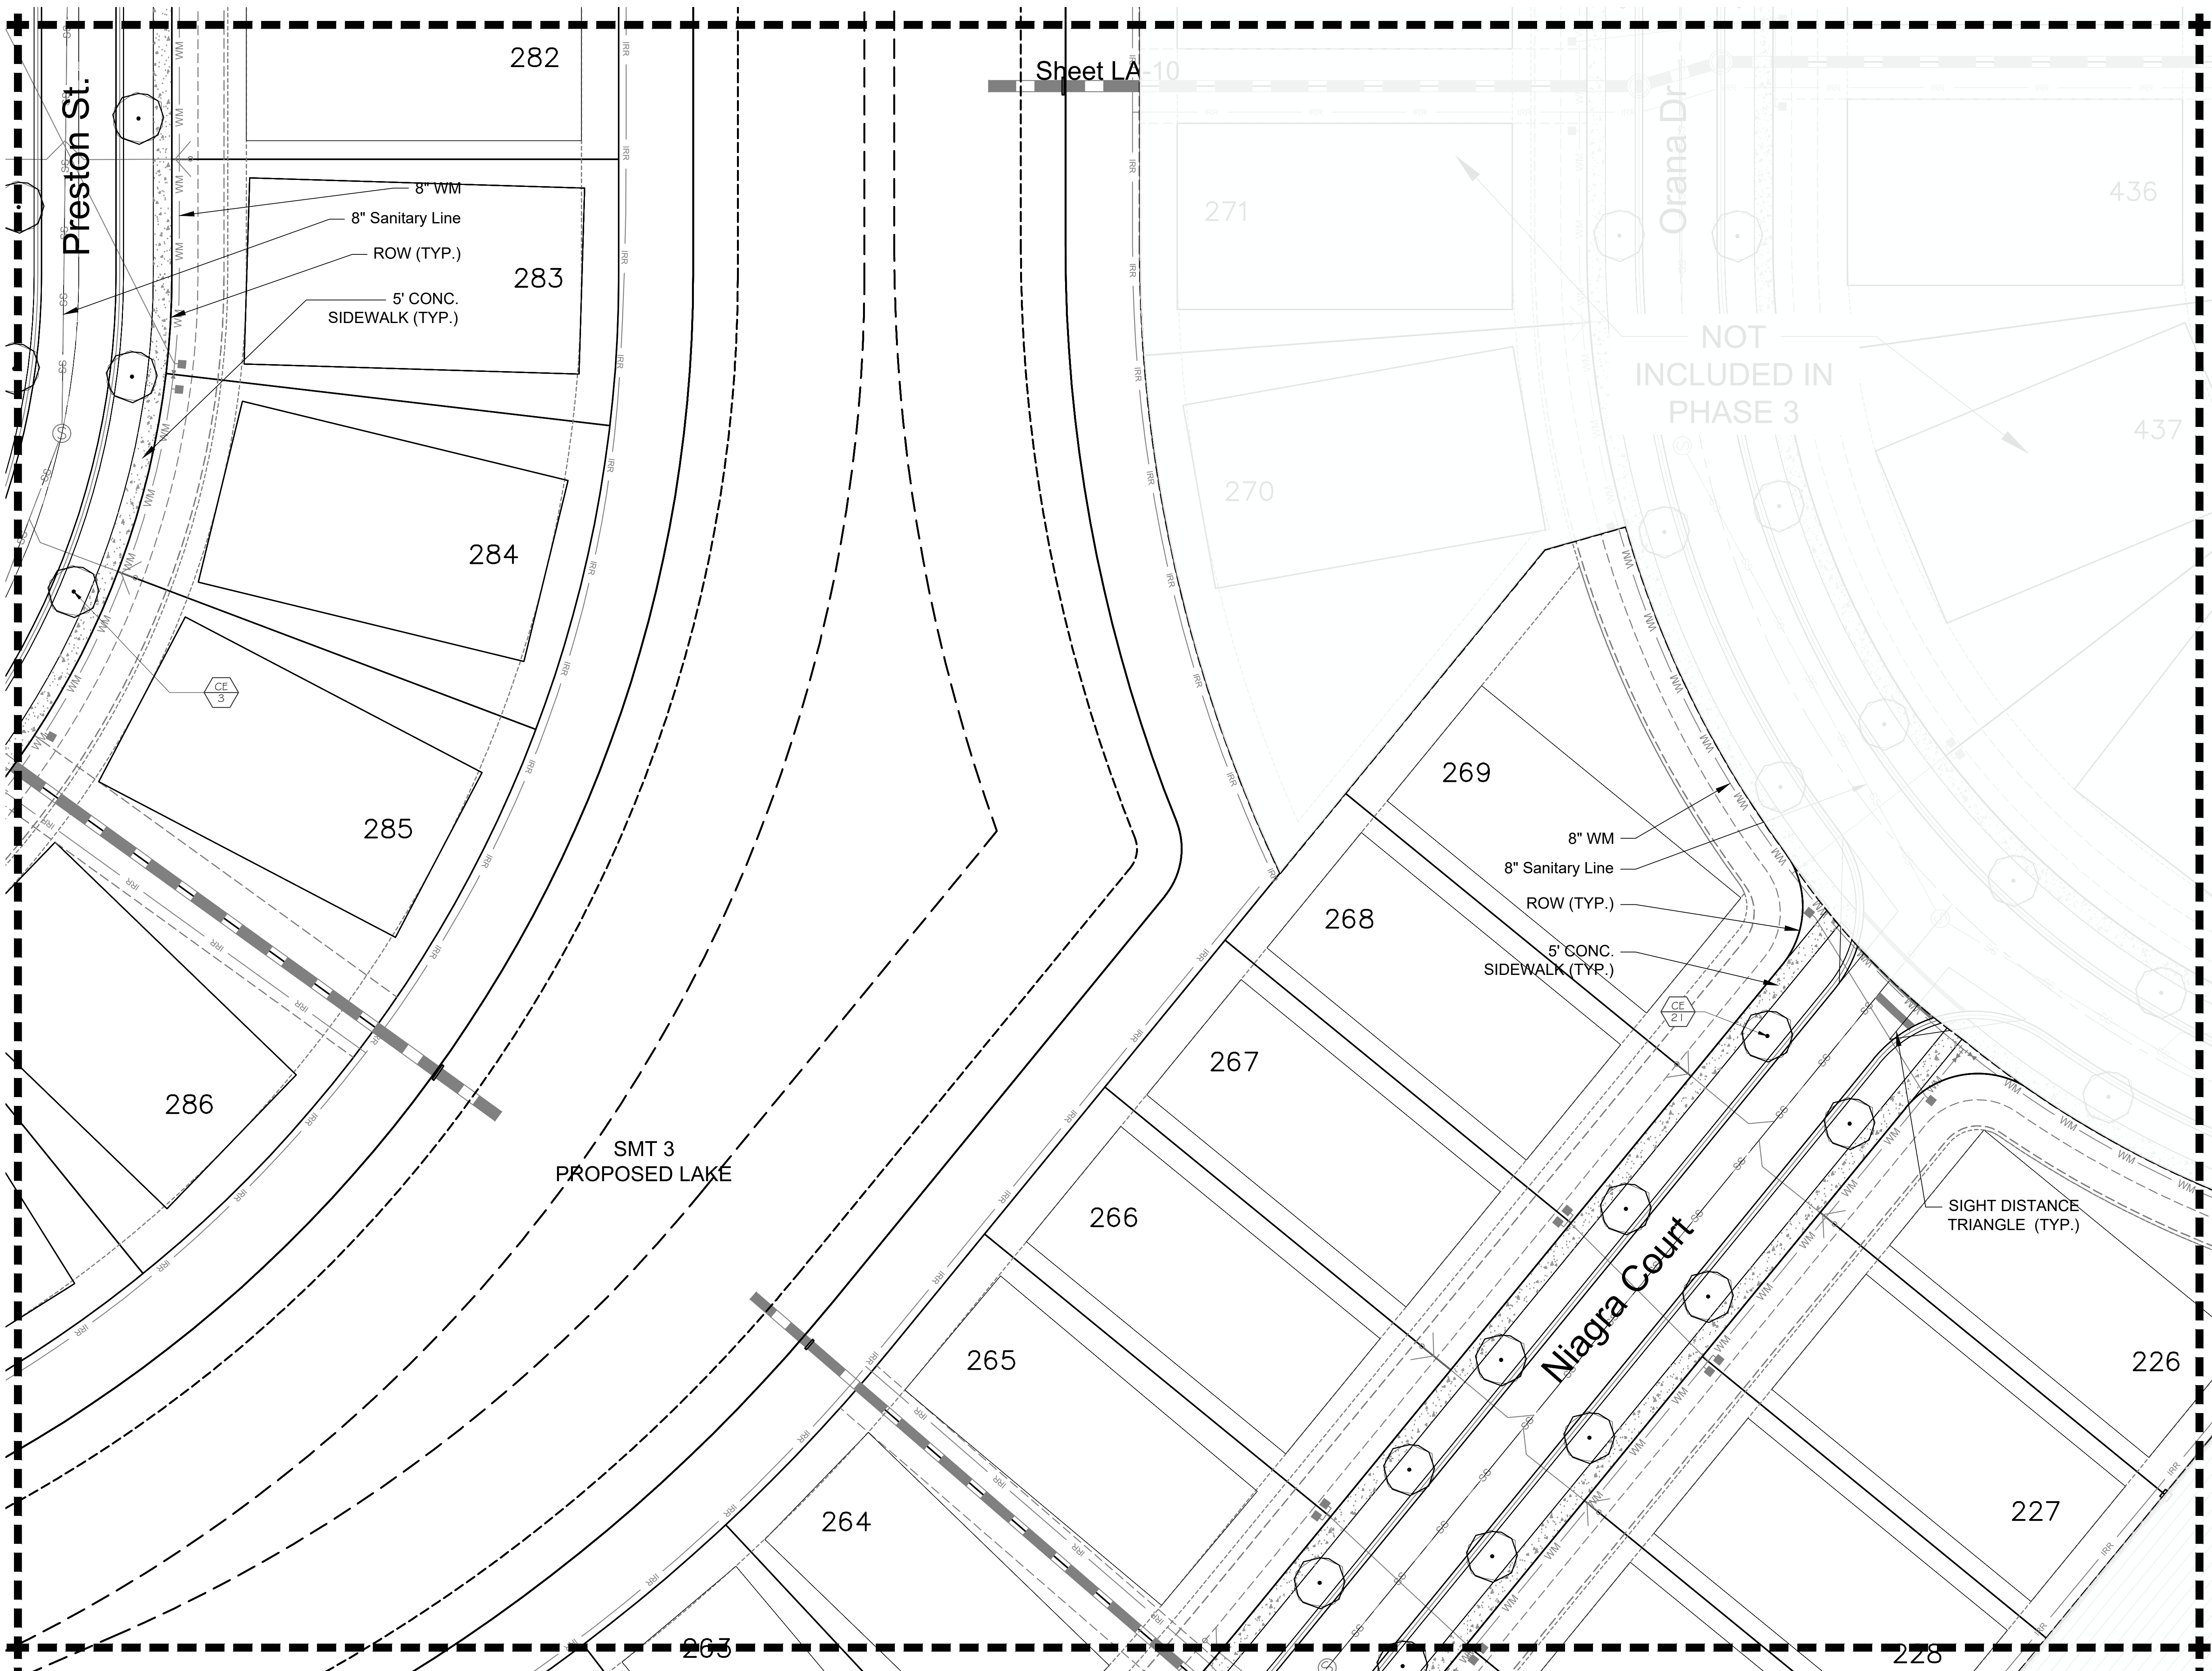 282
Sheet LA-10
Preston St.
Orana Dr
8" WM
8" Sanitary Line
ROW (TYP.)
5' CONC.
SIDEWALK (TYP.)
283
271
436
NOT
INCLUDED IN
PHASE 3
270
437
284
CE
3
285
269
8" WM
8" Sanitary Line
ROW (TYP.)
5' CONC.
SIDEWALK (TYP.)
268
CE
21
267
286
SMT 3
PROPOSED LAKE
266
SIGHT DISTANCE
TRIANGLE (TYP.)
Niagra Court
265
226
264
227
263
228
WM
SS
IRR